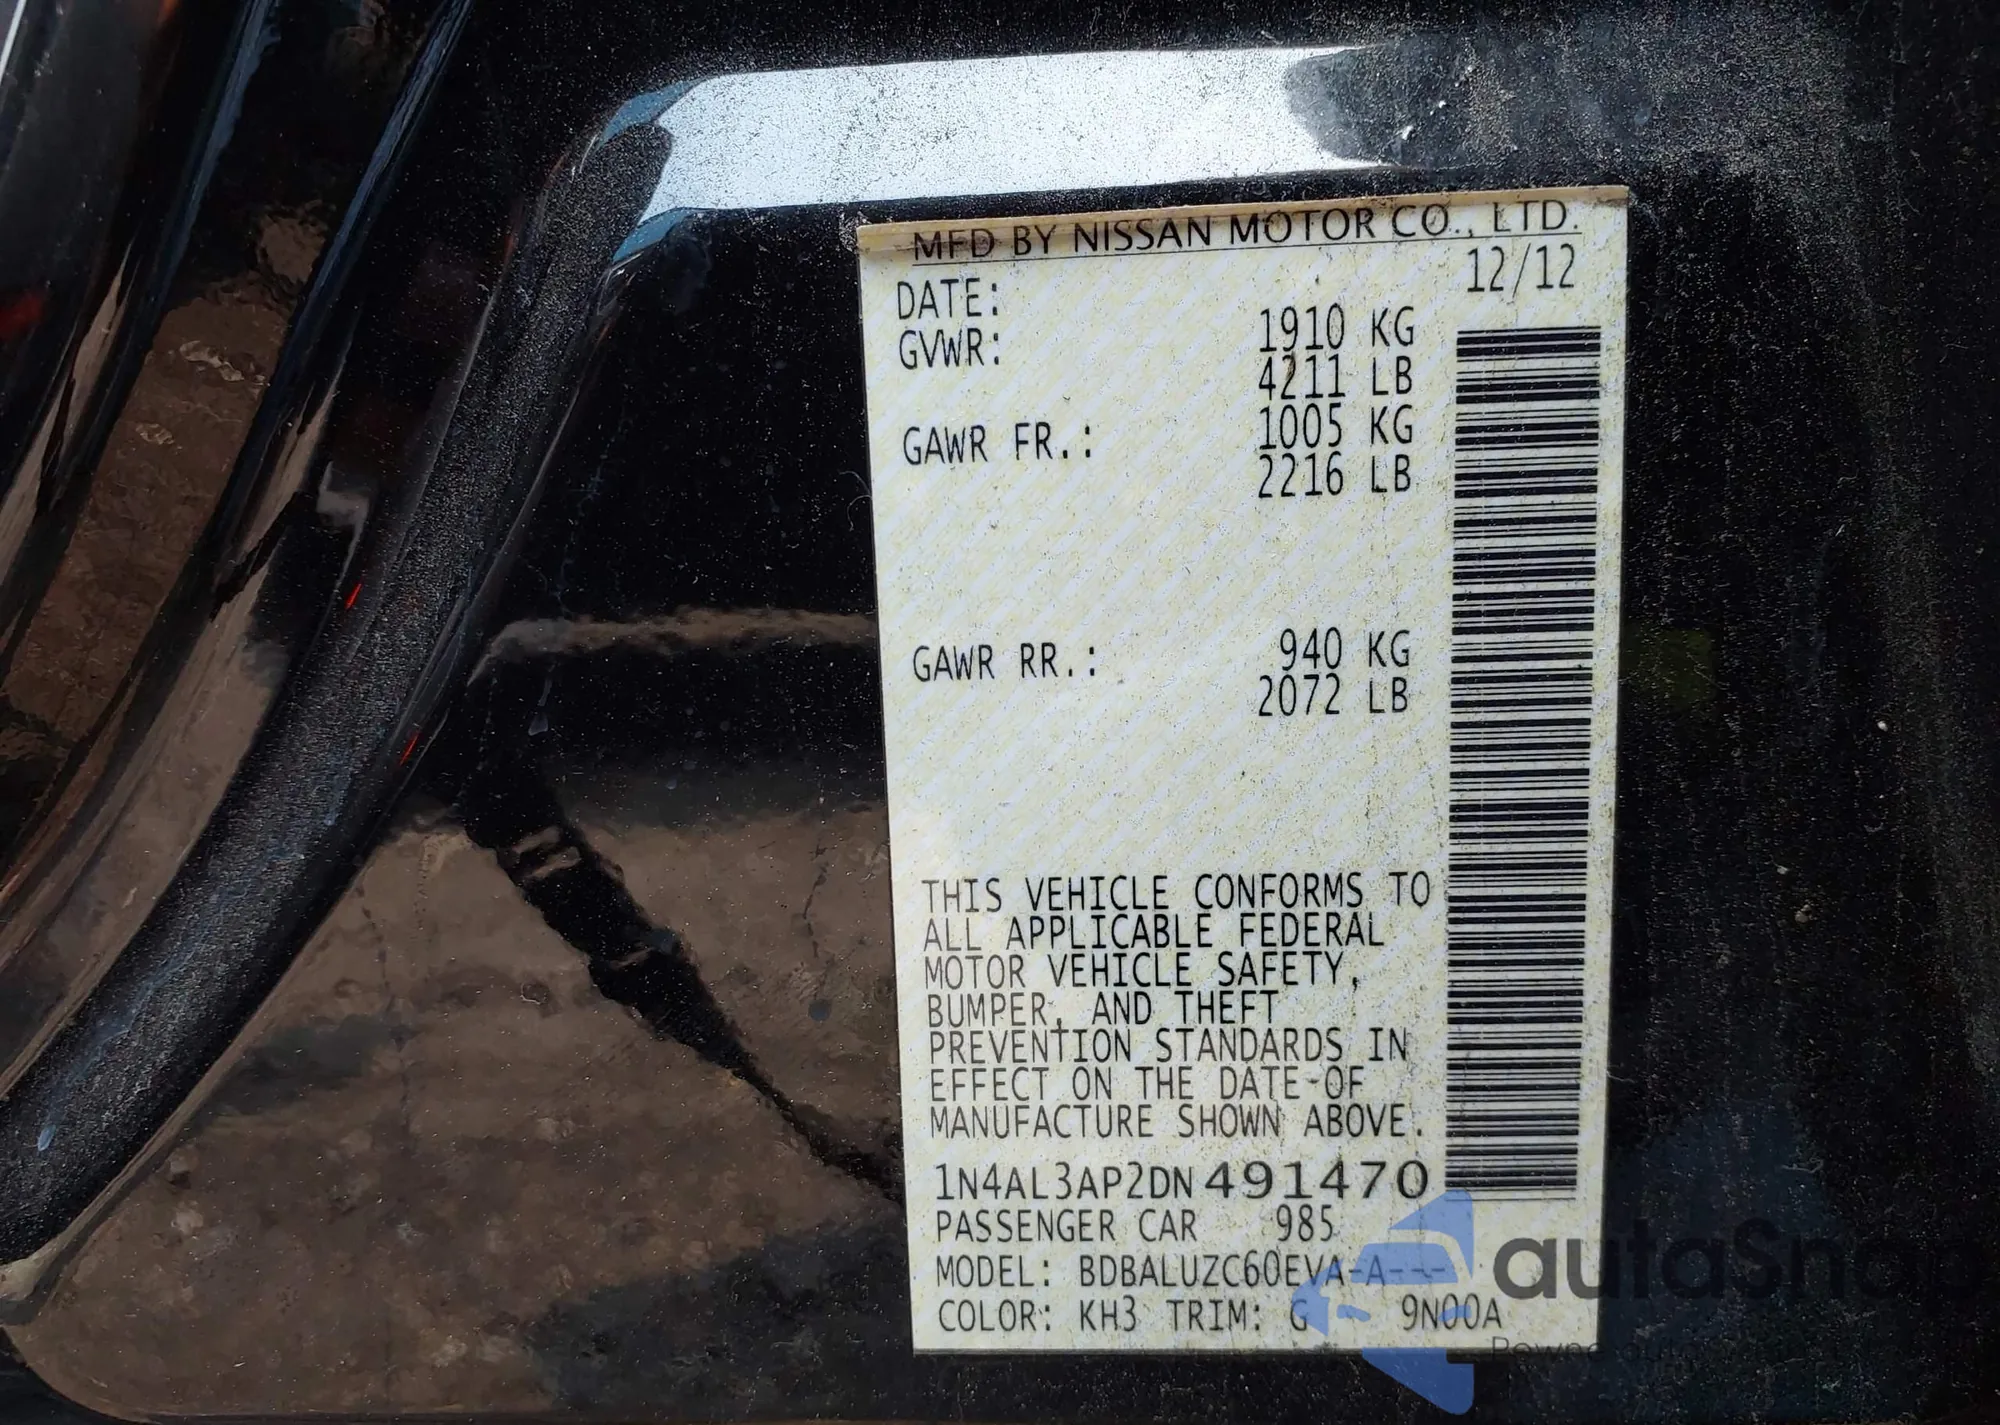 MFD BY NISSAN MOTOR CO., LTD.
DATE: 12/12
GVWR: 1910 KG
4211 LB
GAWR FR.: 1005 KG
2216 LB
GAWR RR.: 940 KG
2072 LB
THIS VEHICLE CONFORMS TO
ALL APPLICABLE FEDERAL
MOTOR VEHICLE SAFETY,
BUMPER, AND THEFT
PREVENTION STANDARDS IN
EFFECT ON THE DATE OF
MANUFACTURE SHOWN ABOVE.
1N4AL3AP2DN491470
PASSENGER CAR 985
MODEL: BDBALUZC60EVA-A---
COLOR: KH3 TRIM: G 9N00A
autaSnap